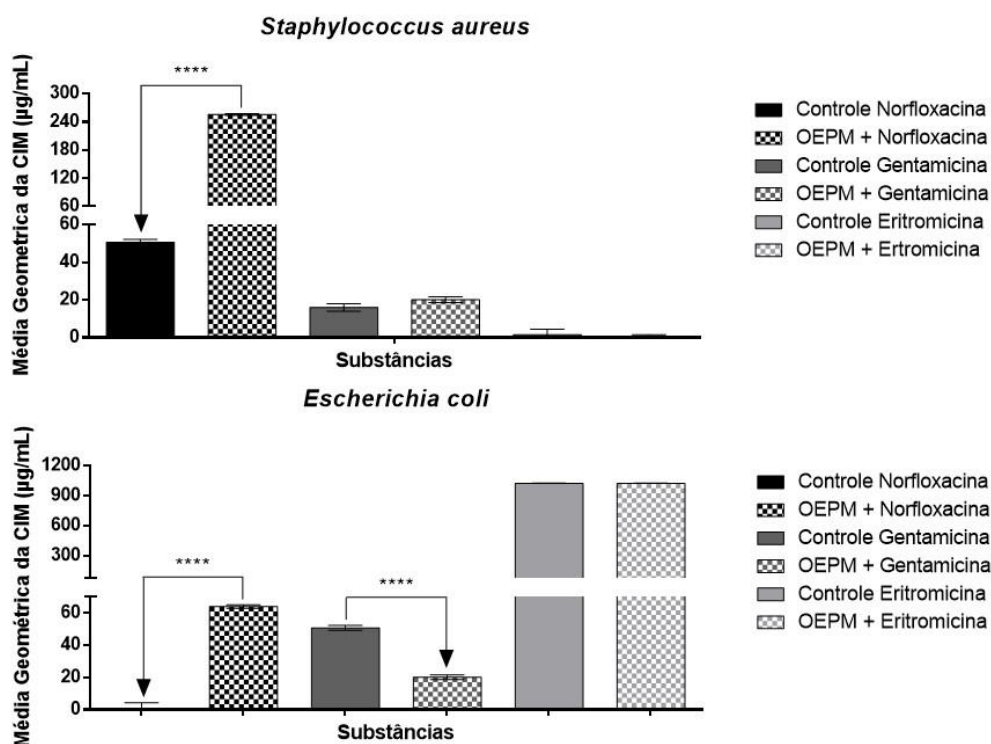 Staphylococcus aureus
Média Geometrica da CIM (µg/mL)
300
240
180
120
60
60
40
20
0
****
Substâncias
Controle Norfloxacina
OEPM + Norfloxacina
Controle Gentamicina
OEPM + Gentamicina
Controle Eritromicina
OEPM + Ertromicina
Escherichia coli
Média Geométrica da CIM (µg/mL)
1200
900
600
300
60
40
20
0
****
****
Substâncias
Controle Norfloxacina
OEPM + Norfloxacina
Controle Gentamicina
OEPM + Gentamicina
Controle Eritromicina
OEPM + Eritromicina